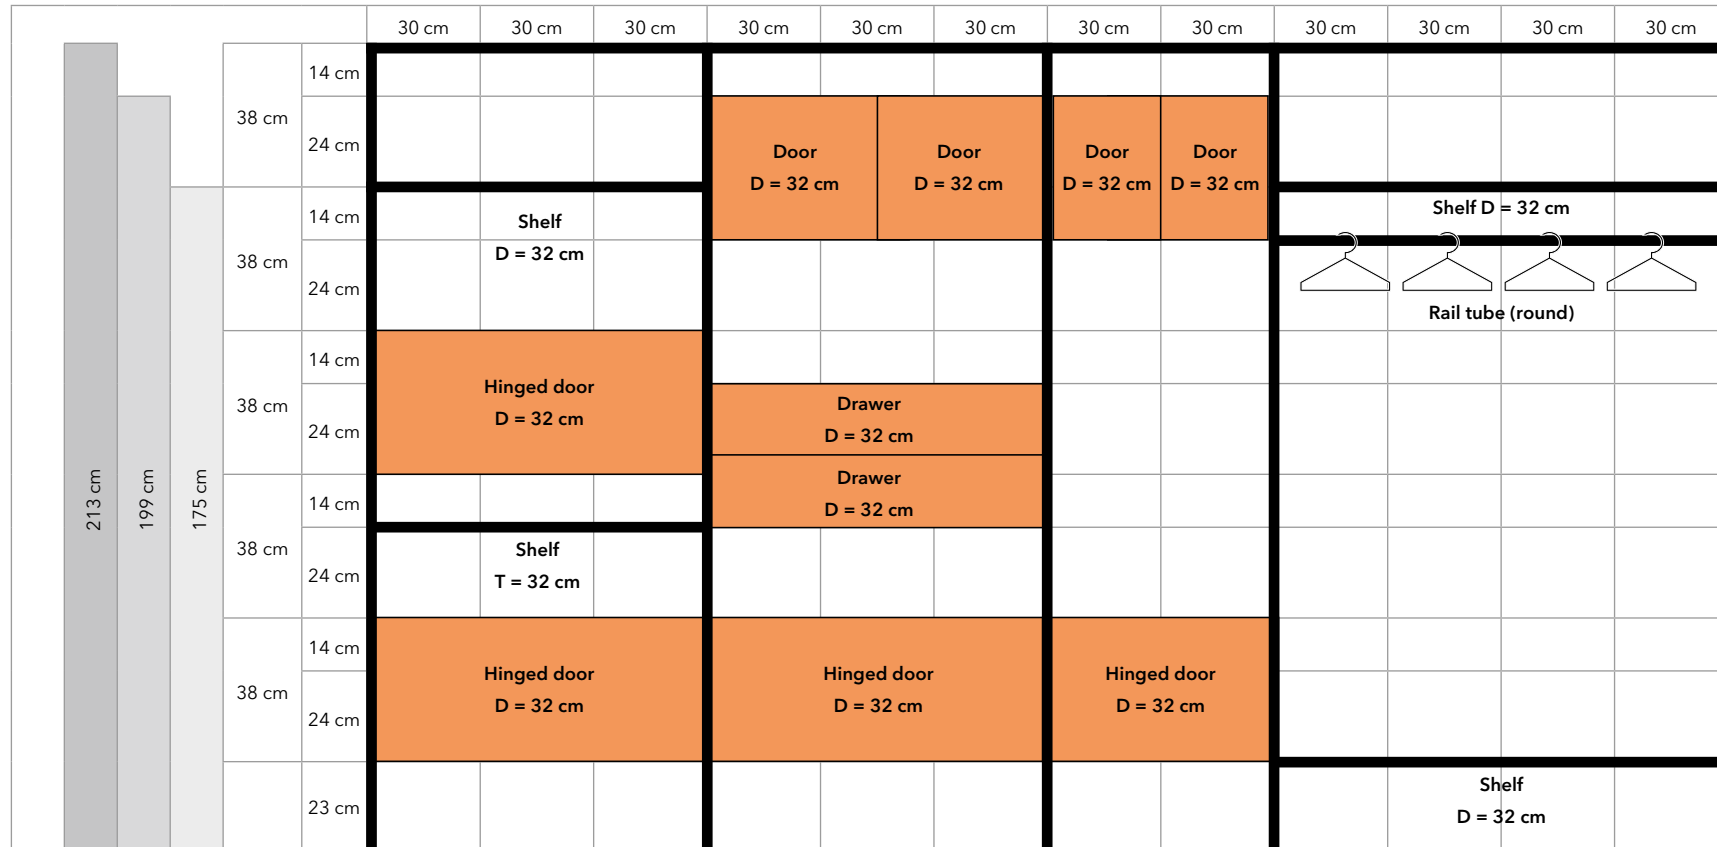 30 cm 30 cm 30 cm 30 cm 30 cm 30 cm 30 cm 30 cm 30 cm 30 cm 30 cm 30 cm
213 cm
199 cm
175 cm
38 cm
38 cm
38 cm
38 cm
38 cm
14 cm
24 cm
14 cm
24 cm
14 cm
24 cm
14 cm
24 cm
14 cm
24 cm
23 cm
Shelf
D = 32 cm
Hinged door
D = 32 cm
Shelf
T = 32 cm
Hinged door
D = 32 cm
Door
D = 32 cm
Door
D = 32 cm
Drawer
D = 32 cm
Drawer
D = 32 cm
Hinged door
D = 32 cm
Door
D = 32 cm
Door
D = 32 cm
Hinged door
D = 32 cm
Shelf D = 32 cm
Rail tube (round)
Shelf
D = 32 cm